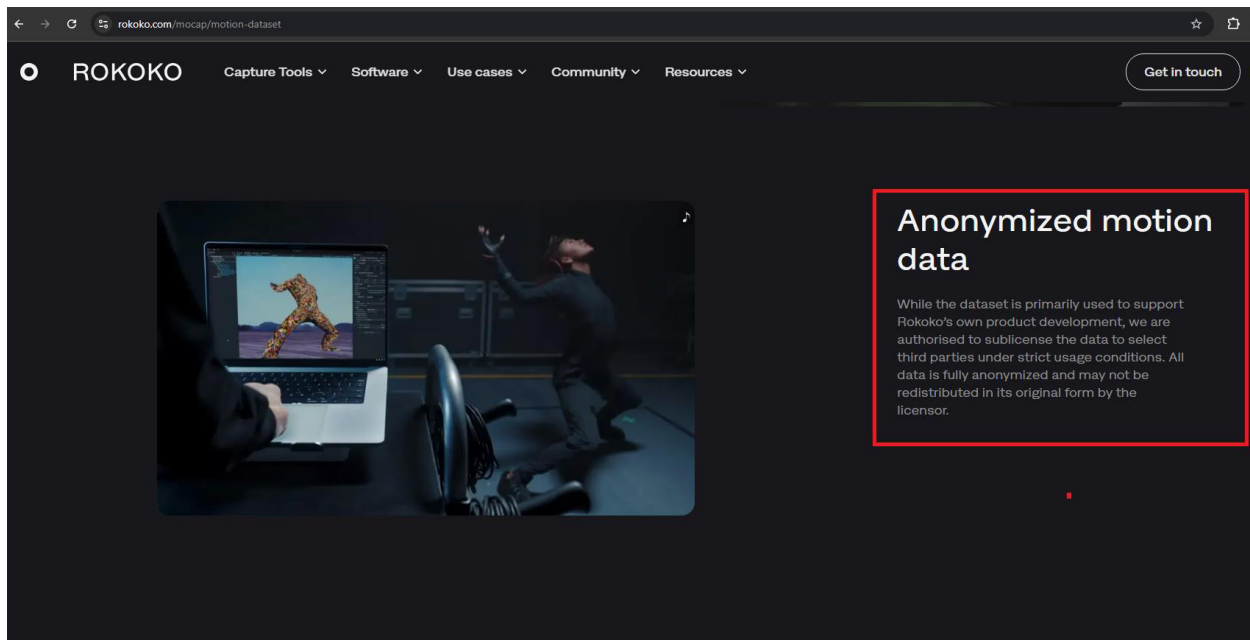 rokoko.com/mocap/motion-dataset
ROKOKO
Capture Tools
Software
Use cases
Community
Resources
Get in touch
Anonymized motion
data
While the dataset is primarily used to support
Rokoko's own product development, we are
authorised to sublicense the data to select
third parties under strict usage conditions. All
data is fully anonymized and may not be
redistributed in its original form by the
licensor.